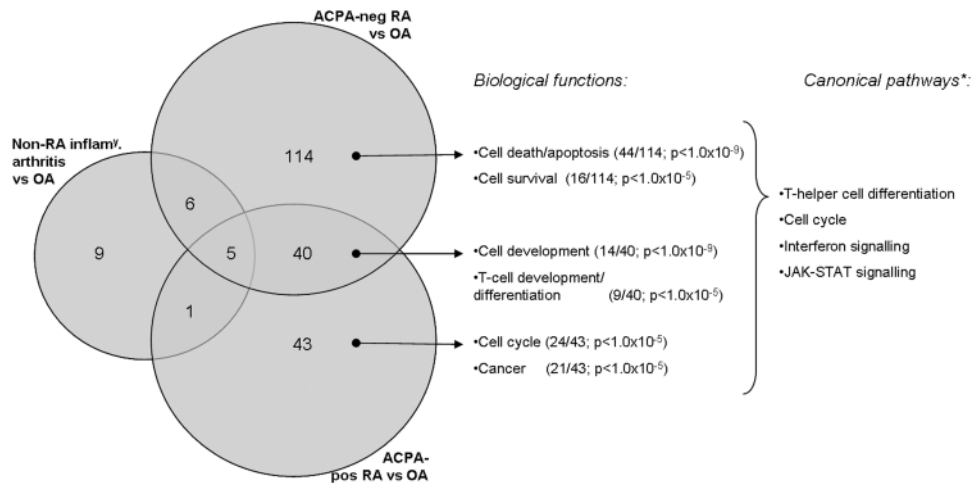 ACPA-neg RA
vs OA
Biological functions:
Canonical pathways*:
Non-RA inflamʸ.
arthritis
vs OA
114
•Cell death/apoptosis (44/114; p<1.0x10⁻⁹)
•Cell survival (16/114; p<1.0x10⁻⁵)
6
9
5
40
•Cell development (14/40; p<1.0x10⁻⁹)
•T-cell development/
differentiation (9/40; p<1.0x10⁻⁵)
1
43
•Cell cycle (24/43; p<1.0x10⁻⁵)
•Cancer (21/43; p<1.0x10⁻⁵)
•T-helper cell differentiation
•Cell cycle
•Interferon signalling
•JAK-STAT signalling
ACPA-
pos RA vs OA